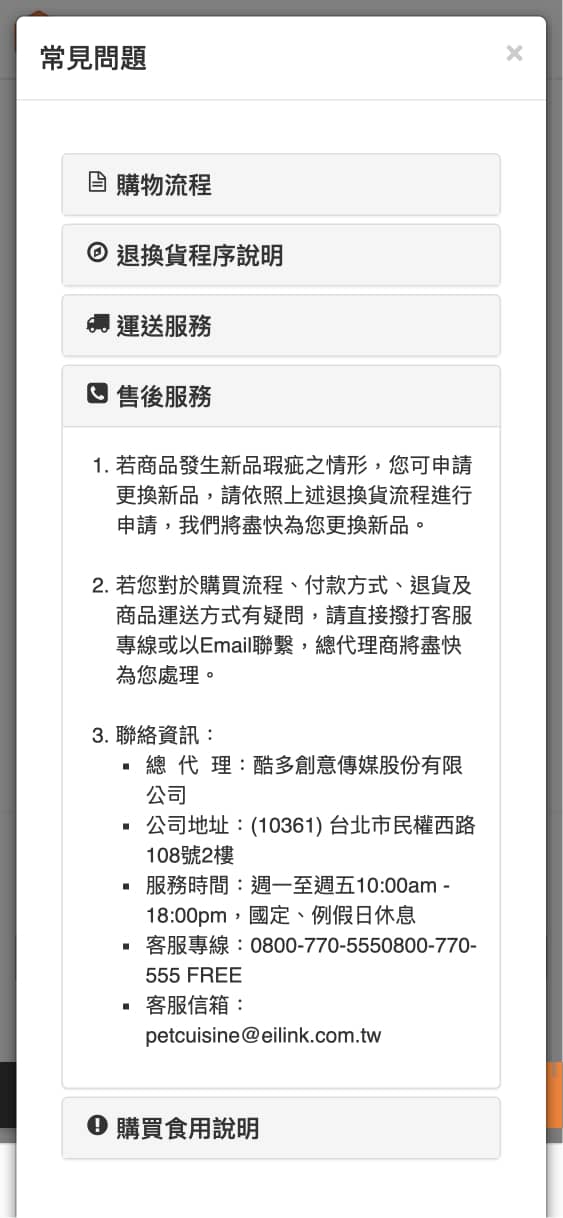 常見問題
×
購物流程
退換貨程序說明
運送服務
售後服務
1. 若商品發生新品瑕疵之情形，您可申請
更換新品，請依照上述退換貨流程進行
申請，我們將盡快為您更換新品。
2. 若您對於購買流程、付款方式、退貨及
商品運送方式有疑問，請直接撥打客服
專線或以Email聯繫，總代理商將盡快
為您處理。
3. 聯絡資訊：
▪ 總 代 理：酷多創意傳媒股份有限
公司
▪ 公司地址：(10361) 台北市民權西路
108號2樓
▪ 服務時間：週一至週五10:00am -
18:00pm，國定、例假日休息
▪ 客服專線：0800-770-5550800-770-
555 FREE
▪ 客服信箱：
petcuisine@eilink.com.tw
購買食用說明